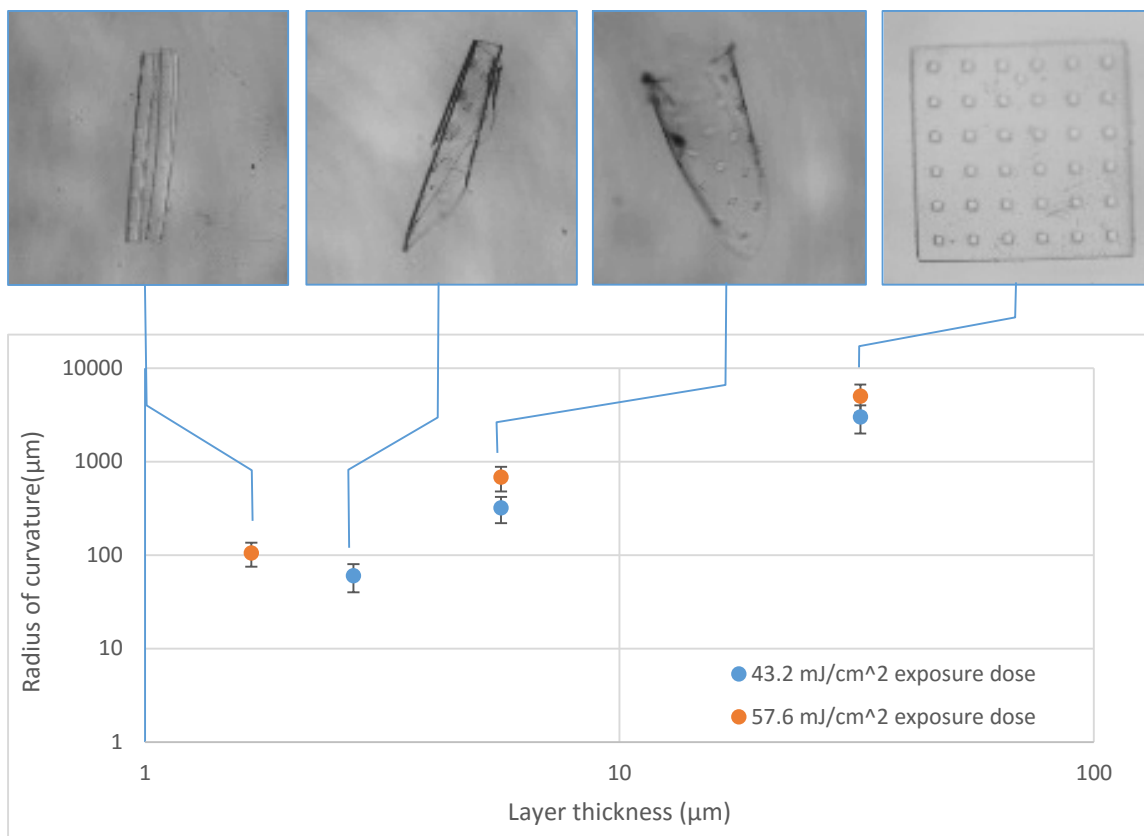 10000
1000
100
10
1
Radius of curvature(µm)
43.2 mJ/cm^2 exposure dose
57.6 mJ/cm^2 exposure dose
1
10
100
Layer thickness (µm)